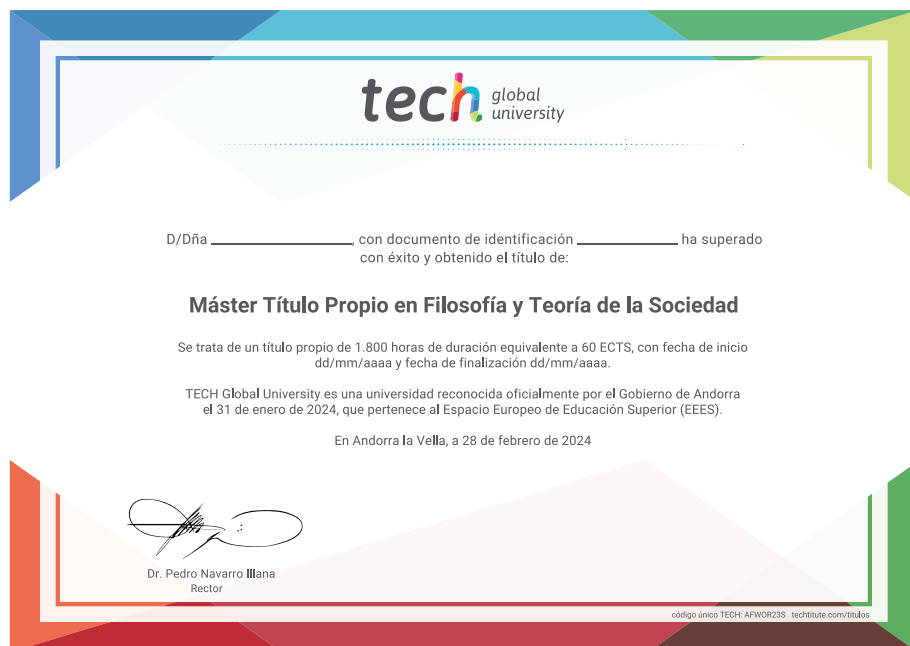 tech global
university
D/Dña ______________, con documento de identificación __________ ha superado
con éxito y obtenido el título de:
Máster Título Propio en Filosofía y Teoría de la Sociedad
Se trata de un título propio de 1.800 horas de duración equivalente a 60 ECTS, con fecha de inicio
dd/mm/aaaa y fecha de finalización dd/mm/aaaa.
TECH Global University es una universidad reconocida oficialmente por el Gobierno de Andorra
el 31 de enero de 2024, que pertenece al Espacio Europeo de Educación Superior (EEES).
En Andorra la Vella, a 28 de febrero de 2024
Dr. Pedro Navarro Illana
Rector
código único TECH: AFWOR23S techtitute.com/titulos